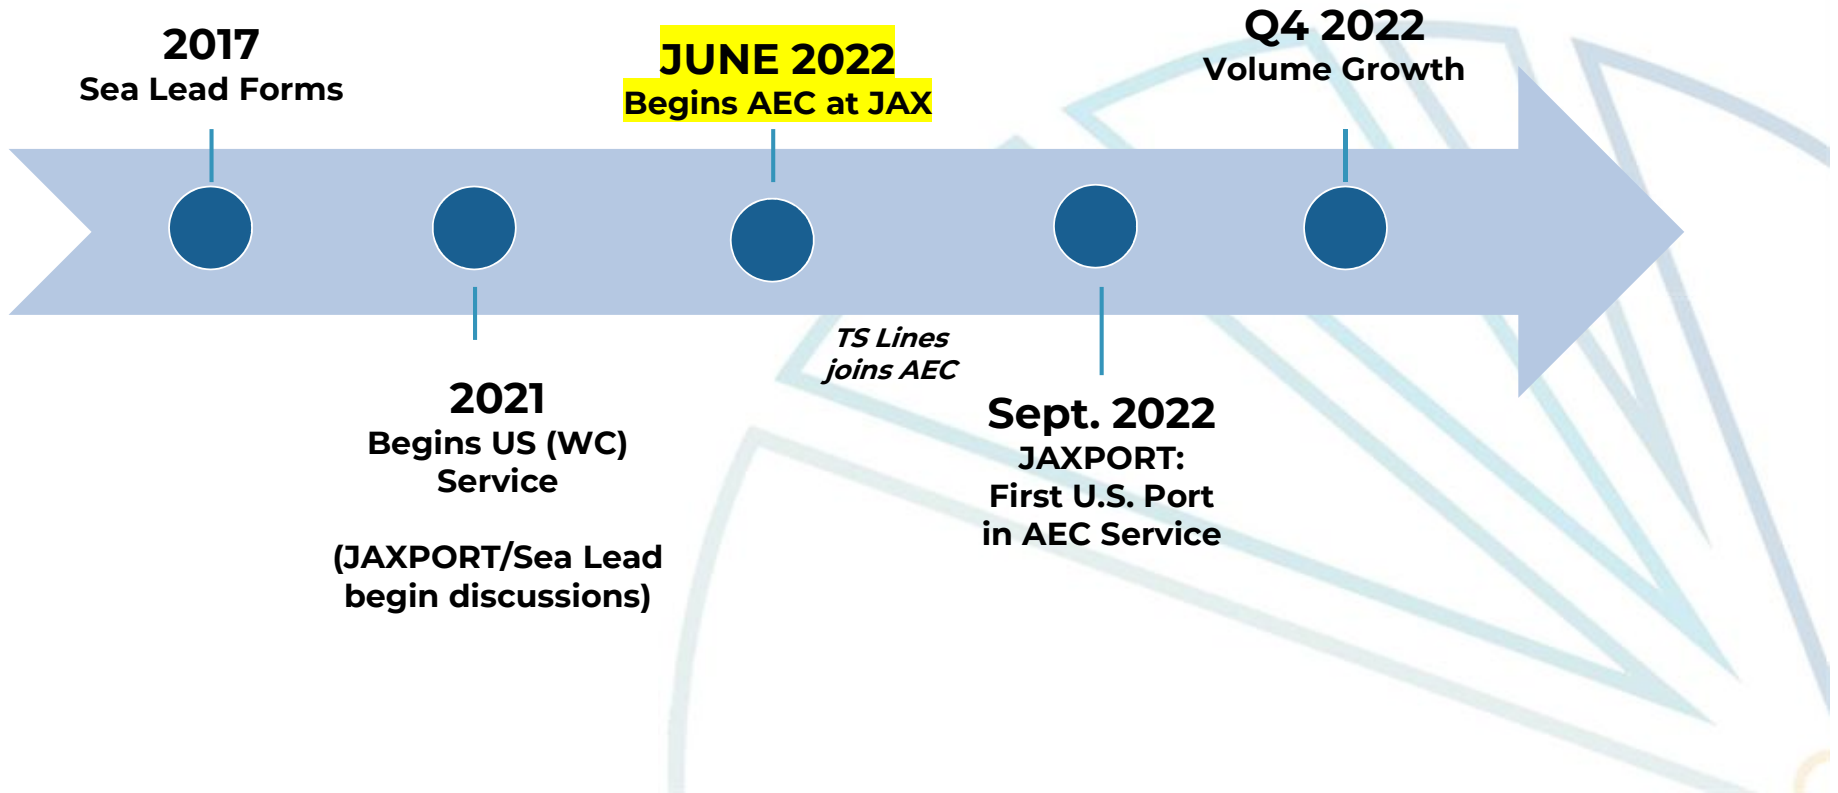 2017
Sea Lead Forms
JUNE 2022
Begins AEC at JAX
Q4 2022
Volume Growth
2021
Begins US (WC)
Service
(JAXPORT/Sea Lead
begin discussions)
TS Lines
joins AEC
Sept. 2022
JAXPORT:
First U.S. Port
in AEC Service